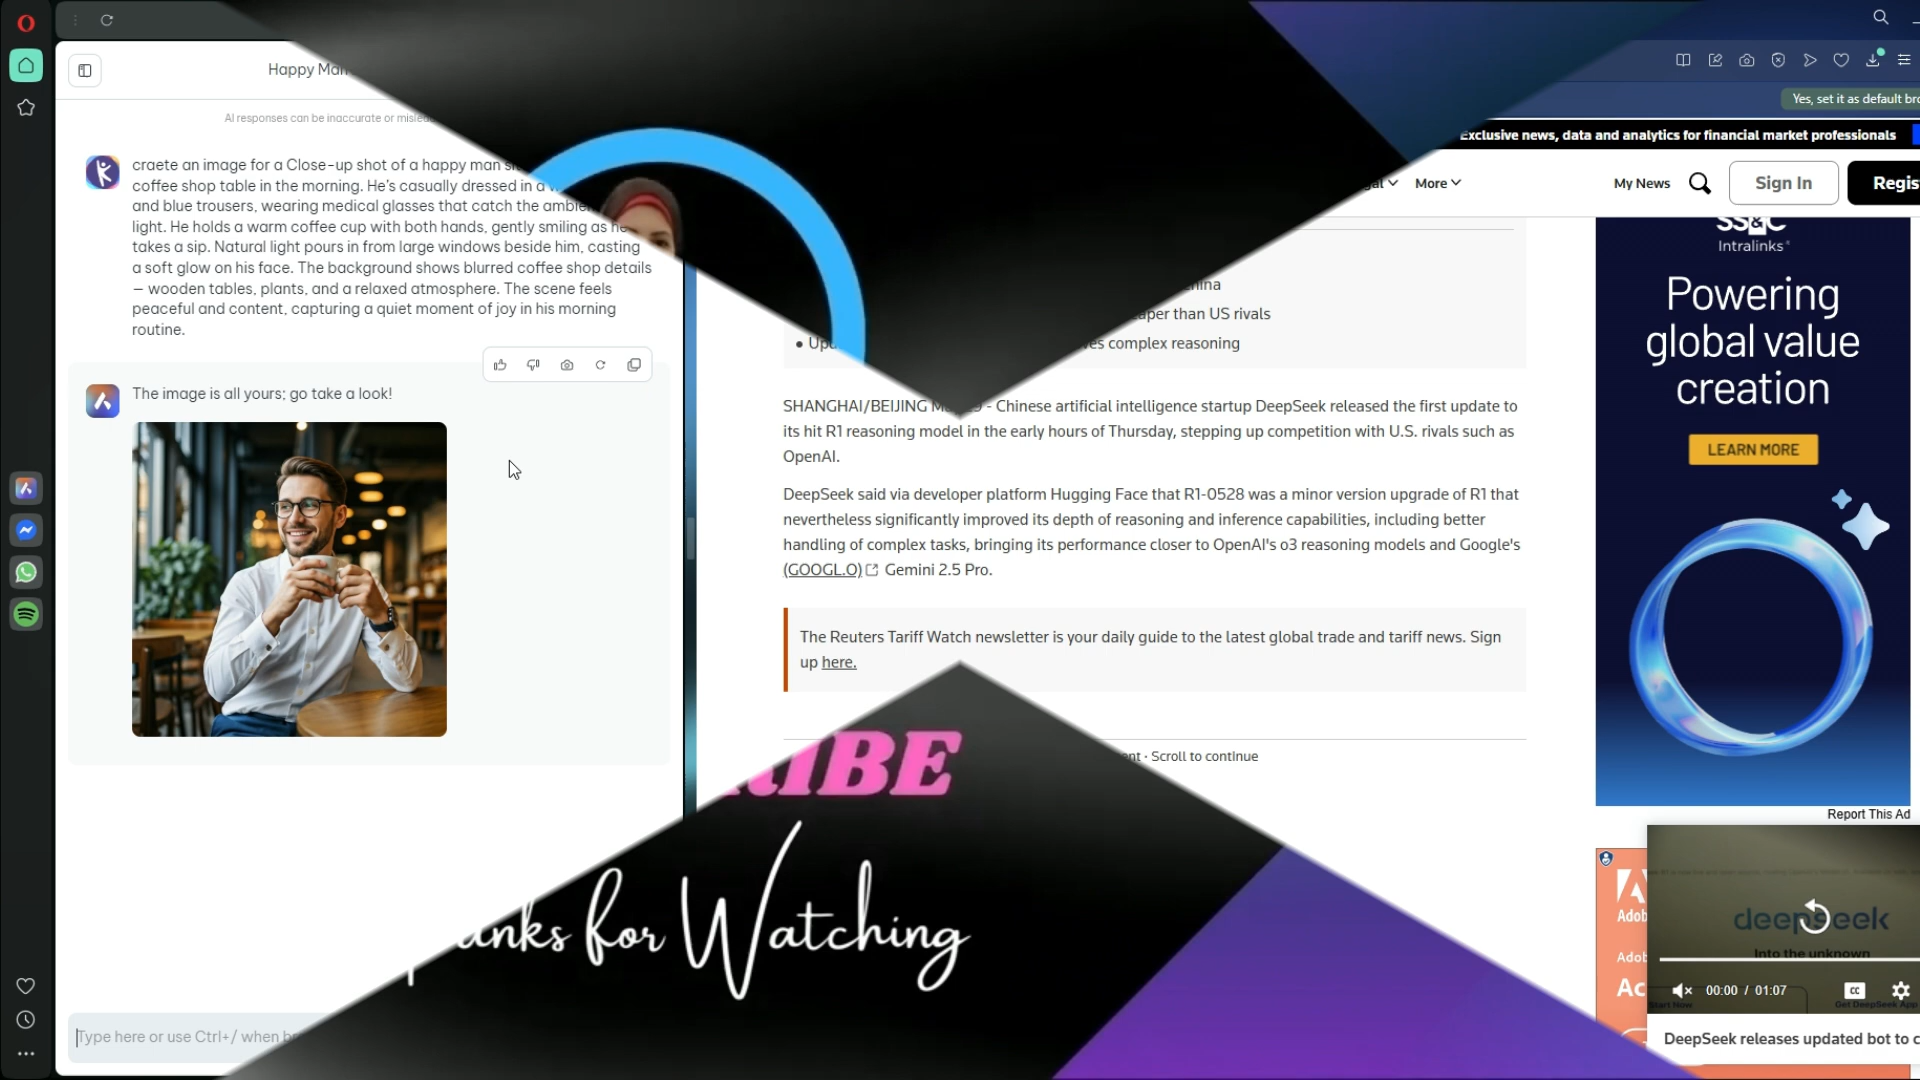 Happy Man
AI responses can be inaccurate or
craete an image for a Close-up shot of a happy man
coffee shop table in the morning. He's casually dressed in a
and blue trousers, wearing medical glasses that catch the
light. He holds a warm coffee cup with both hands, gently smiling as he
takes a sip. Natural light pours in from large windows beside him, casting
a soft glow on his face. The background shows blurred coffee shop details
– wooden tables, plants, and a relaxed atmosphere. The scene feels
peaceful and content, capturing a quiet moment of joy in his morning
routine.
The image is all yours; go take a look!
Type here or use Ctrl+/ when
Yes, set it as default
Exclusive news, data and analytics for financial market professionals
More
My News
Sign In
than US rivals
complex reasoning
SHANGHAI/BEIJING - Chinese artificial intelligence startup DeepSeek released the first update to
its hit R1 reasoning model in the early hours of Thursday, stepping up competition with U.S. rivals such as
OpenAI.
DeepSeek said via developer platform Hugging Face that R1-0528 was a minor version upgrade of R1 that
nevertheless significantly improved its depth of reasoning and inference capabilities, including better
handling of complex tasks, bringing its performance closer to OpenAI's o3 reasoning models and Google's
(GOOGL.O) Gemini 2.5 Pro.
The Reuters Tariff Watch newsletter is your daily guide to the latest global trade and tariff news. Sign
up here.
· Scroll to continue
for Watching
SS&C
Intralinks®
Powering
global value
creation
LEARN MORE
Report This Ad
deepseek
Into the unknown
00:00 / 01:07
CC
DeepSeek releases updated bot to